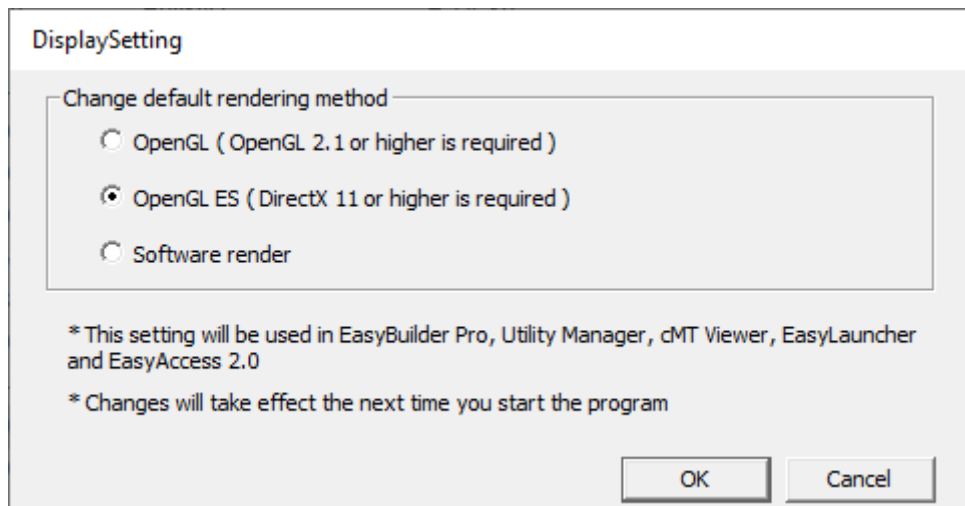 DisplaySetting
Change default rendering method
OpenGL ( OpenGL 2.1 or higher is required )
OpenGL ES ( DirectX 11 or higher is required )
Software render
* This setting will be used in EasyBuilder Pro, Utility Manager, cMT Viewer, EasyLauncher
and EasyAccess 2.0
* Changes will take effect the next time you start the program
OK Cancel